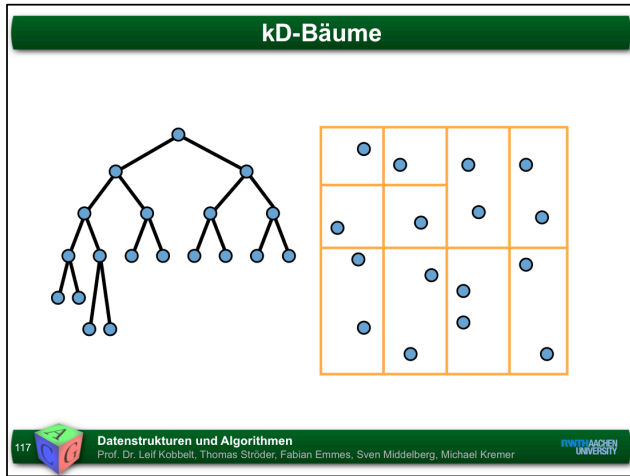 kD-Bäume
117
A
C
G
Datenstrukturen und Algorithmen
Prof. Dr. Leif Kobbelt, Thomas Ströder, Fabian Emmes, Sven Middelberg, Michael Kremer
RWTHAACHEN
UNIVERSITY